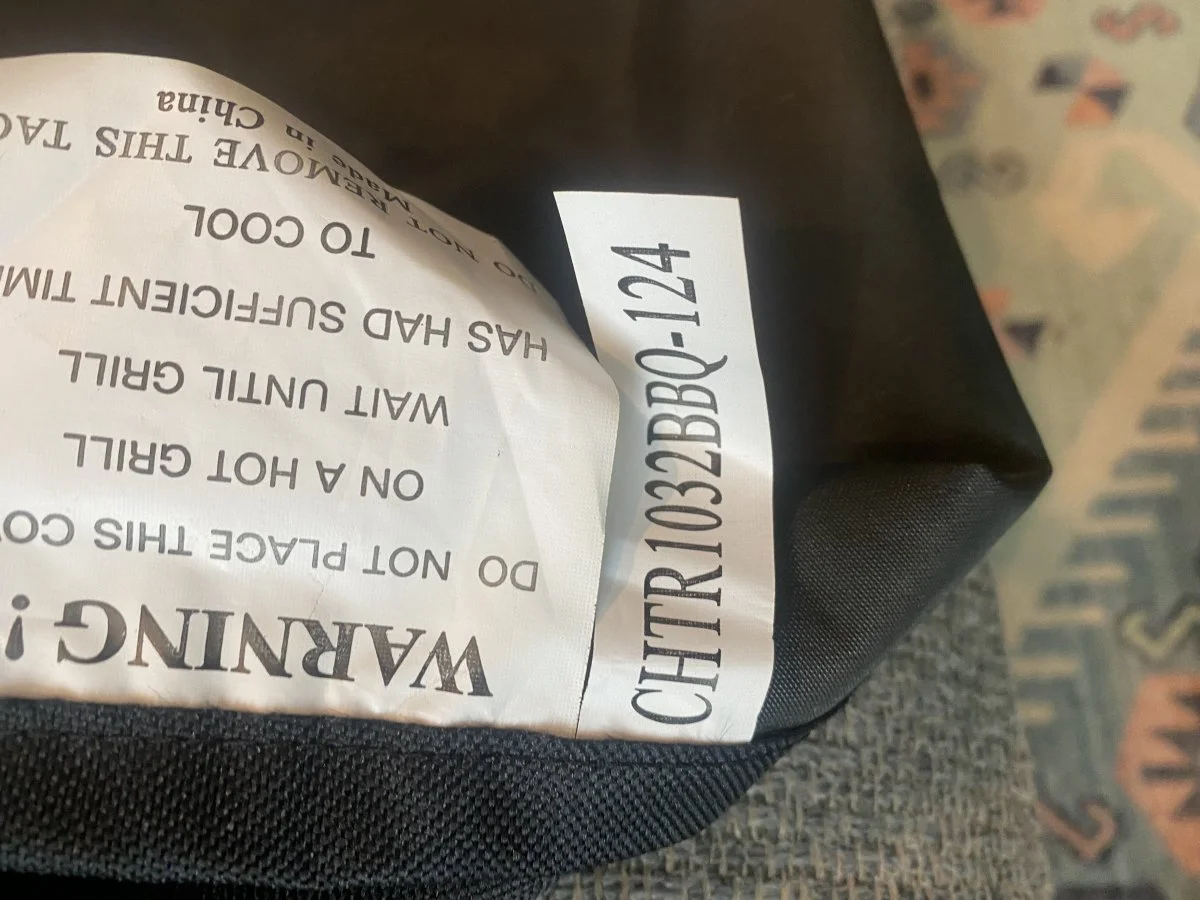 WARNING!
DO NOT PLACE THIS CO
ON A HOT GRILL
WAIT UNTIL GRILL
HAS HAD SUFFICIENT TIM
TO COOL
DO NOT REMOVE THIS TAG
Made in China
CHTR1032BBQ-124